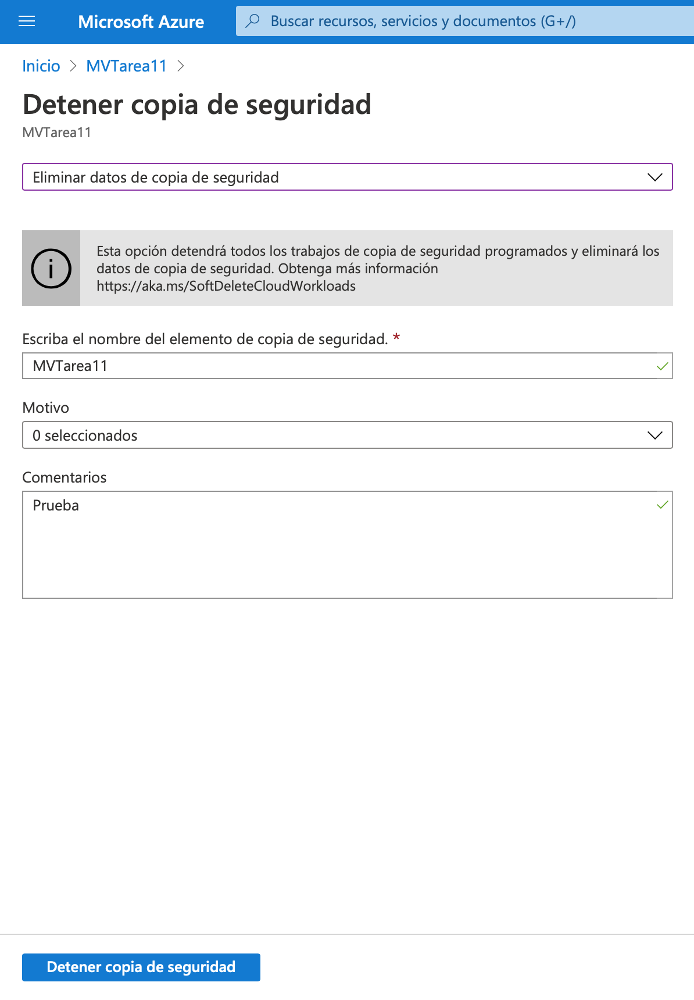 Microsoft Azure
Buscar recursos, servicios y documentos (G+/)
Inicio > MVTarea11 >
Detener copia de seguridad
MVTarea11
Eliminar datos de copia de seguridad
Esta opción detendrá todos los trabajos de copia de seguridad programados y eliminará los
datos de copia de seguridad. Obtenga más información
https://aka.ms/SoftDeleteCloudWorkloads
Escriba el nombre del elemento de copia de seguridad. *
MVTarea11
Motivo
0 seleccionados
Comentarios
Prueba
Detener copia de seguridad